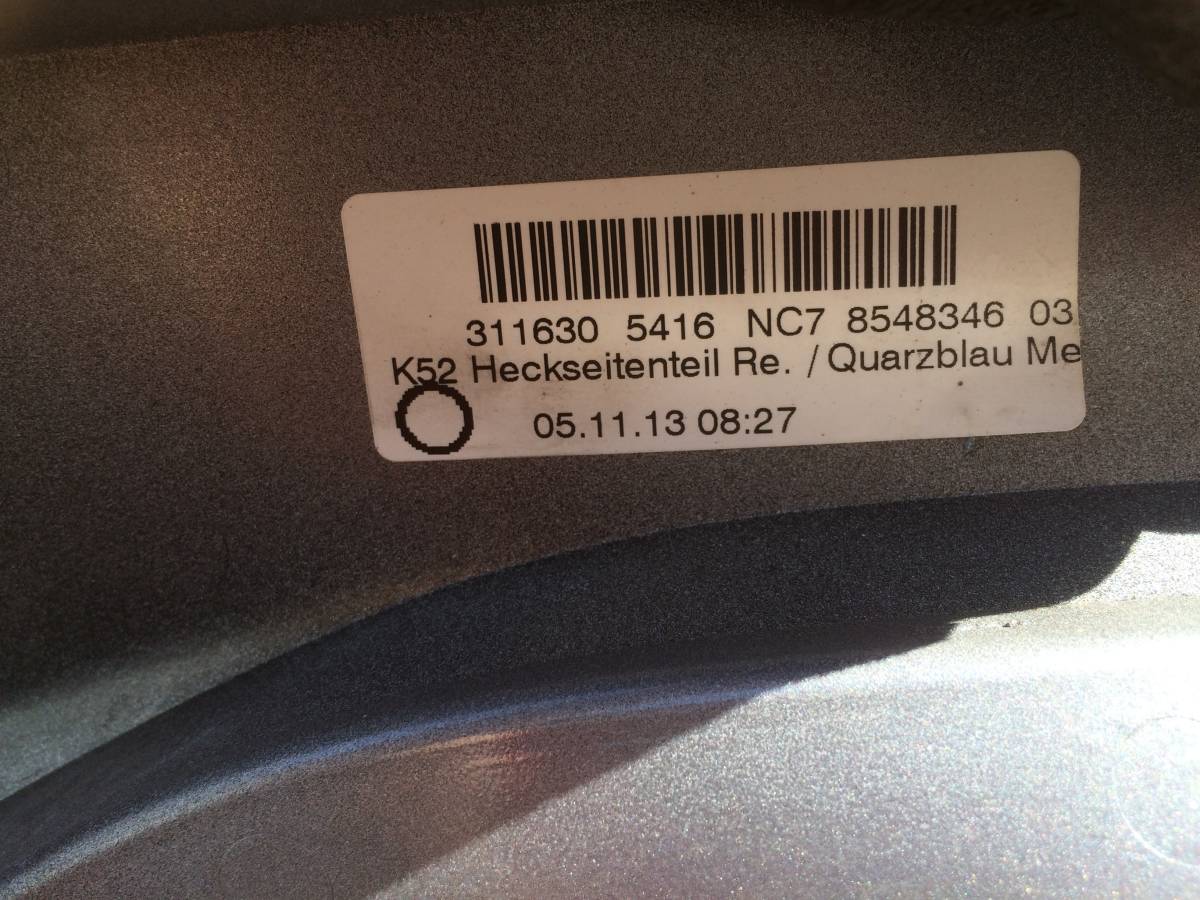 311630 5416 NC7 8548346 03
K52 Heckseitenteil Re. / Quarzblau Me
05.11.13 08:27